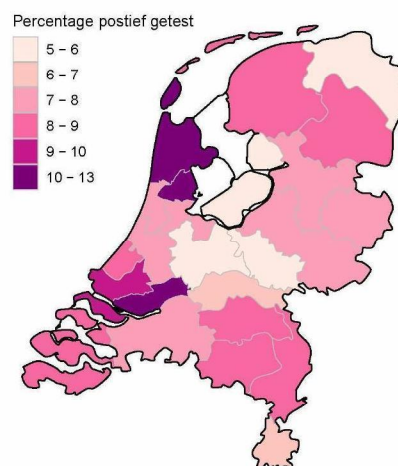 Percentage postief getest
5 – 6
6 – 7
7 – 8
8 – 9
9 – 10
10 – 13